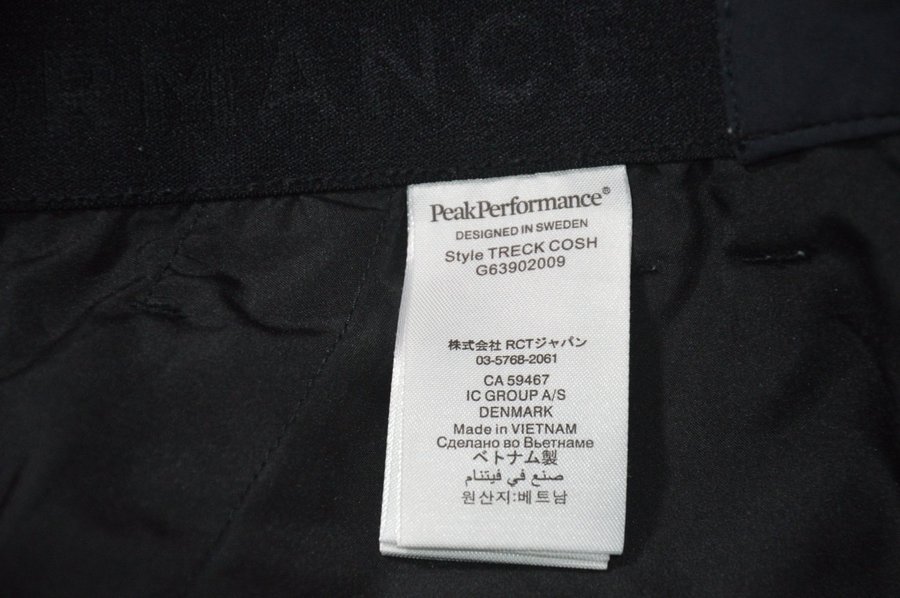 RMANCE
PeakPerformance®
DESIGNED IN SWEDEN
Style TRECK COSH
G63902009
株式会社 RCTジャパン
03-5768-2061
CA 59467
IC GROUP A/S
DENMARK
Made in VIETNAM
Сделано во Вьетнаме
ベトナム製
صنع في فيتنام
원산지:베트남